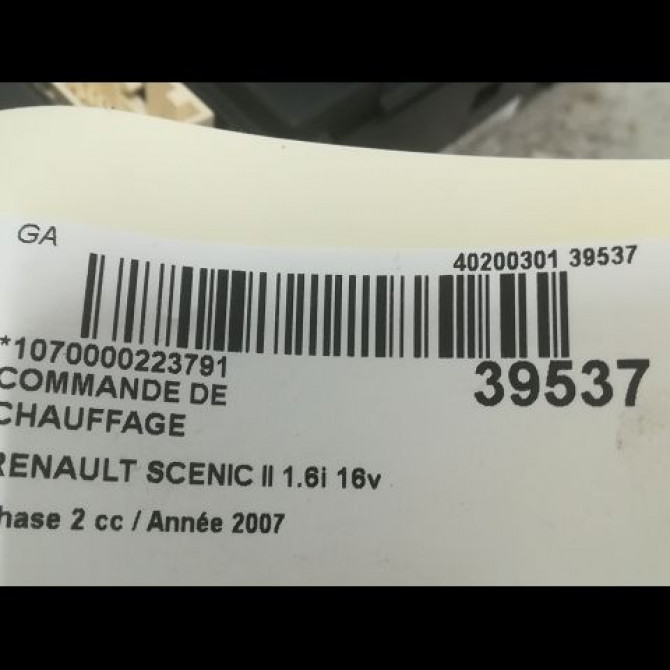 GA
40200301 39537
*1070000223791
39537
COMMANDE DE
CHAUFFAGE
RENAULT SCENIC II 1.6i 16v
hase 2 cc / Année 2007